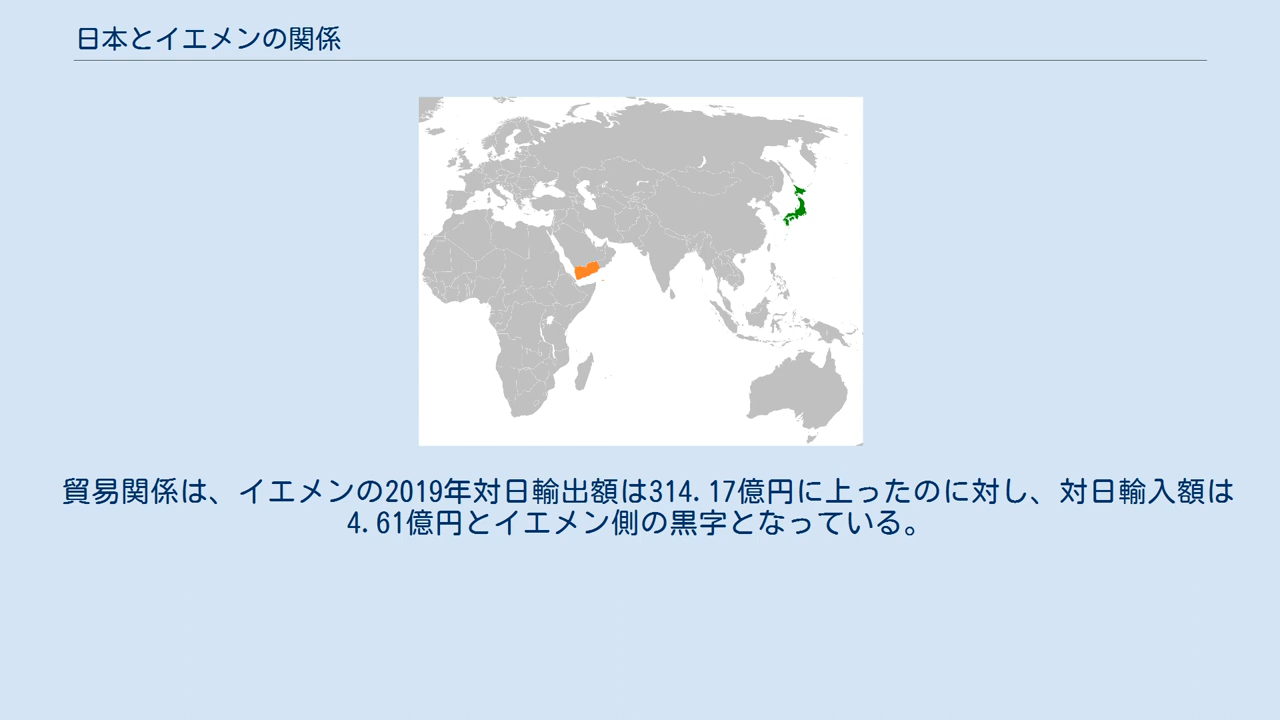 日本とイエメンの関係
貿易関係は、イエメンの2019年対日輸出額は314.17億円に上ったのに対し、対日輸入額は
4.61億円とイエメン側の黒字となっている。